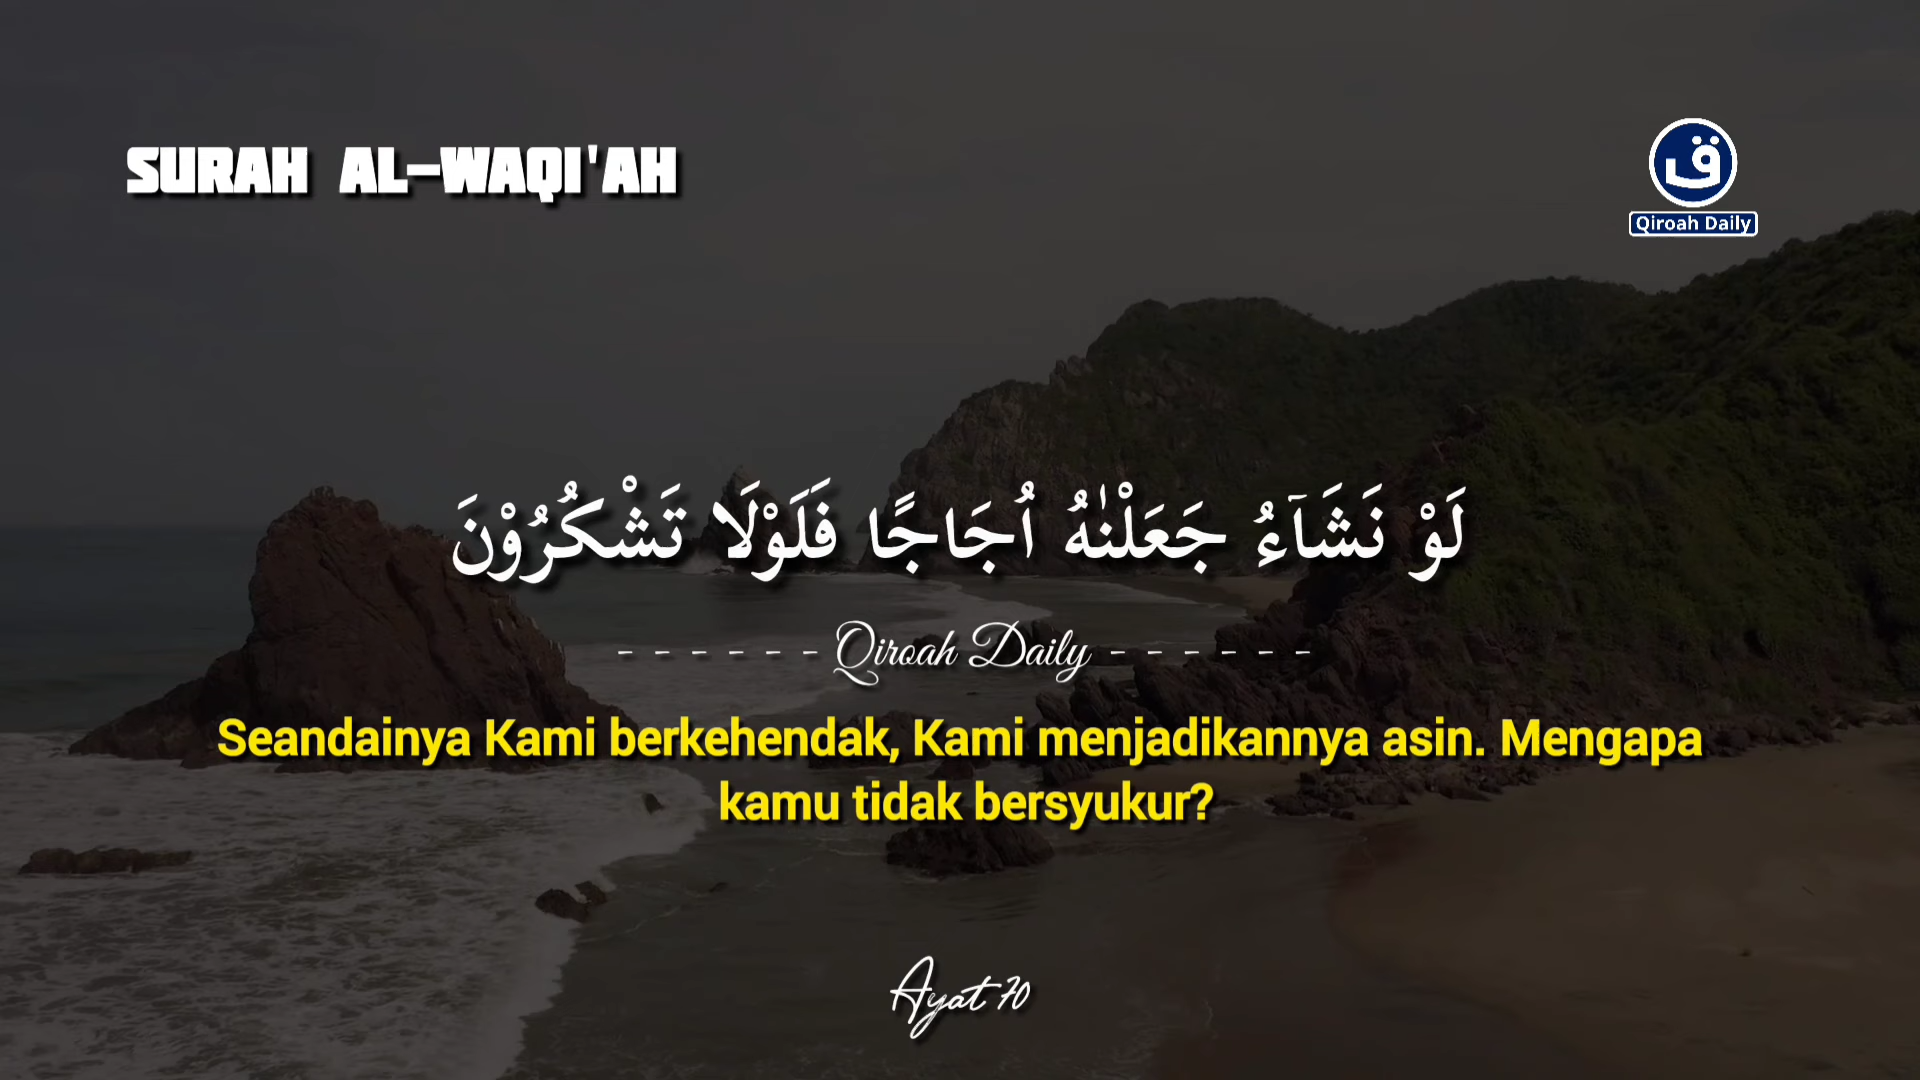 SURAH AL-WAQI'AH
ق
Qiroah Daily
لَوْ نَشَاۤءُ جَعَلْنٰهُ اُجَاجًا فَلَوْلَا تَشْكُرُوْنَ
- - - - - - Qiroah Daily - - - - - -
Seandainya Kami berkehendak, Kami menjadikannya asin. Mengapa
kamu tidak bersyukur?
Ayat 70